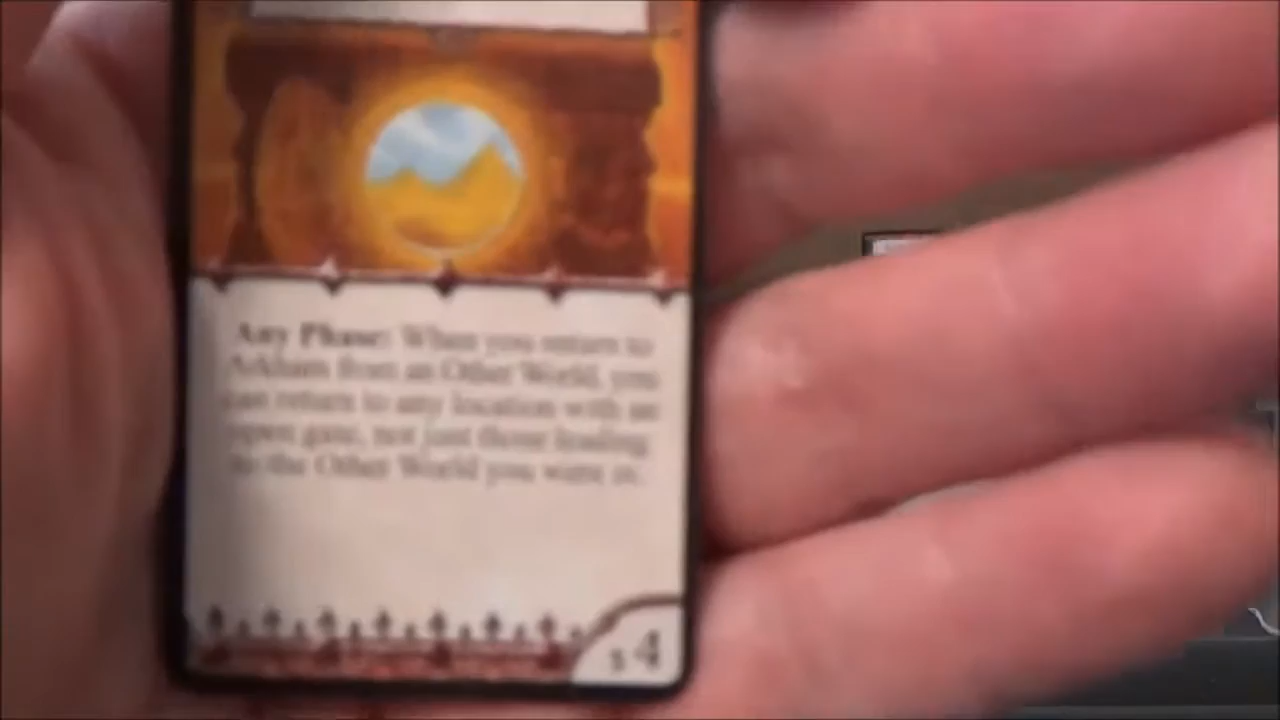 Any Phase: When you return to
Arkham from an Other World, you
can return to any location with an
open gate, not just those leading
to the Other World you were in.
$4